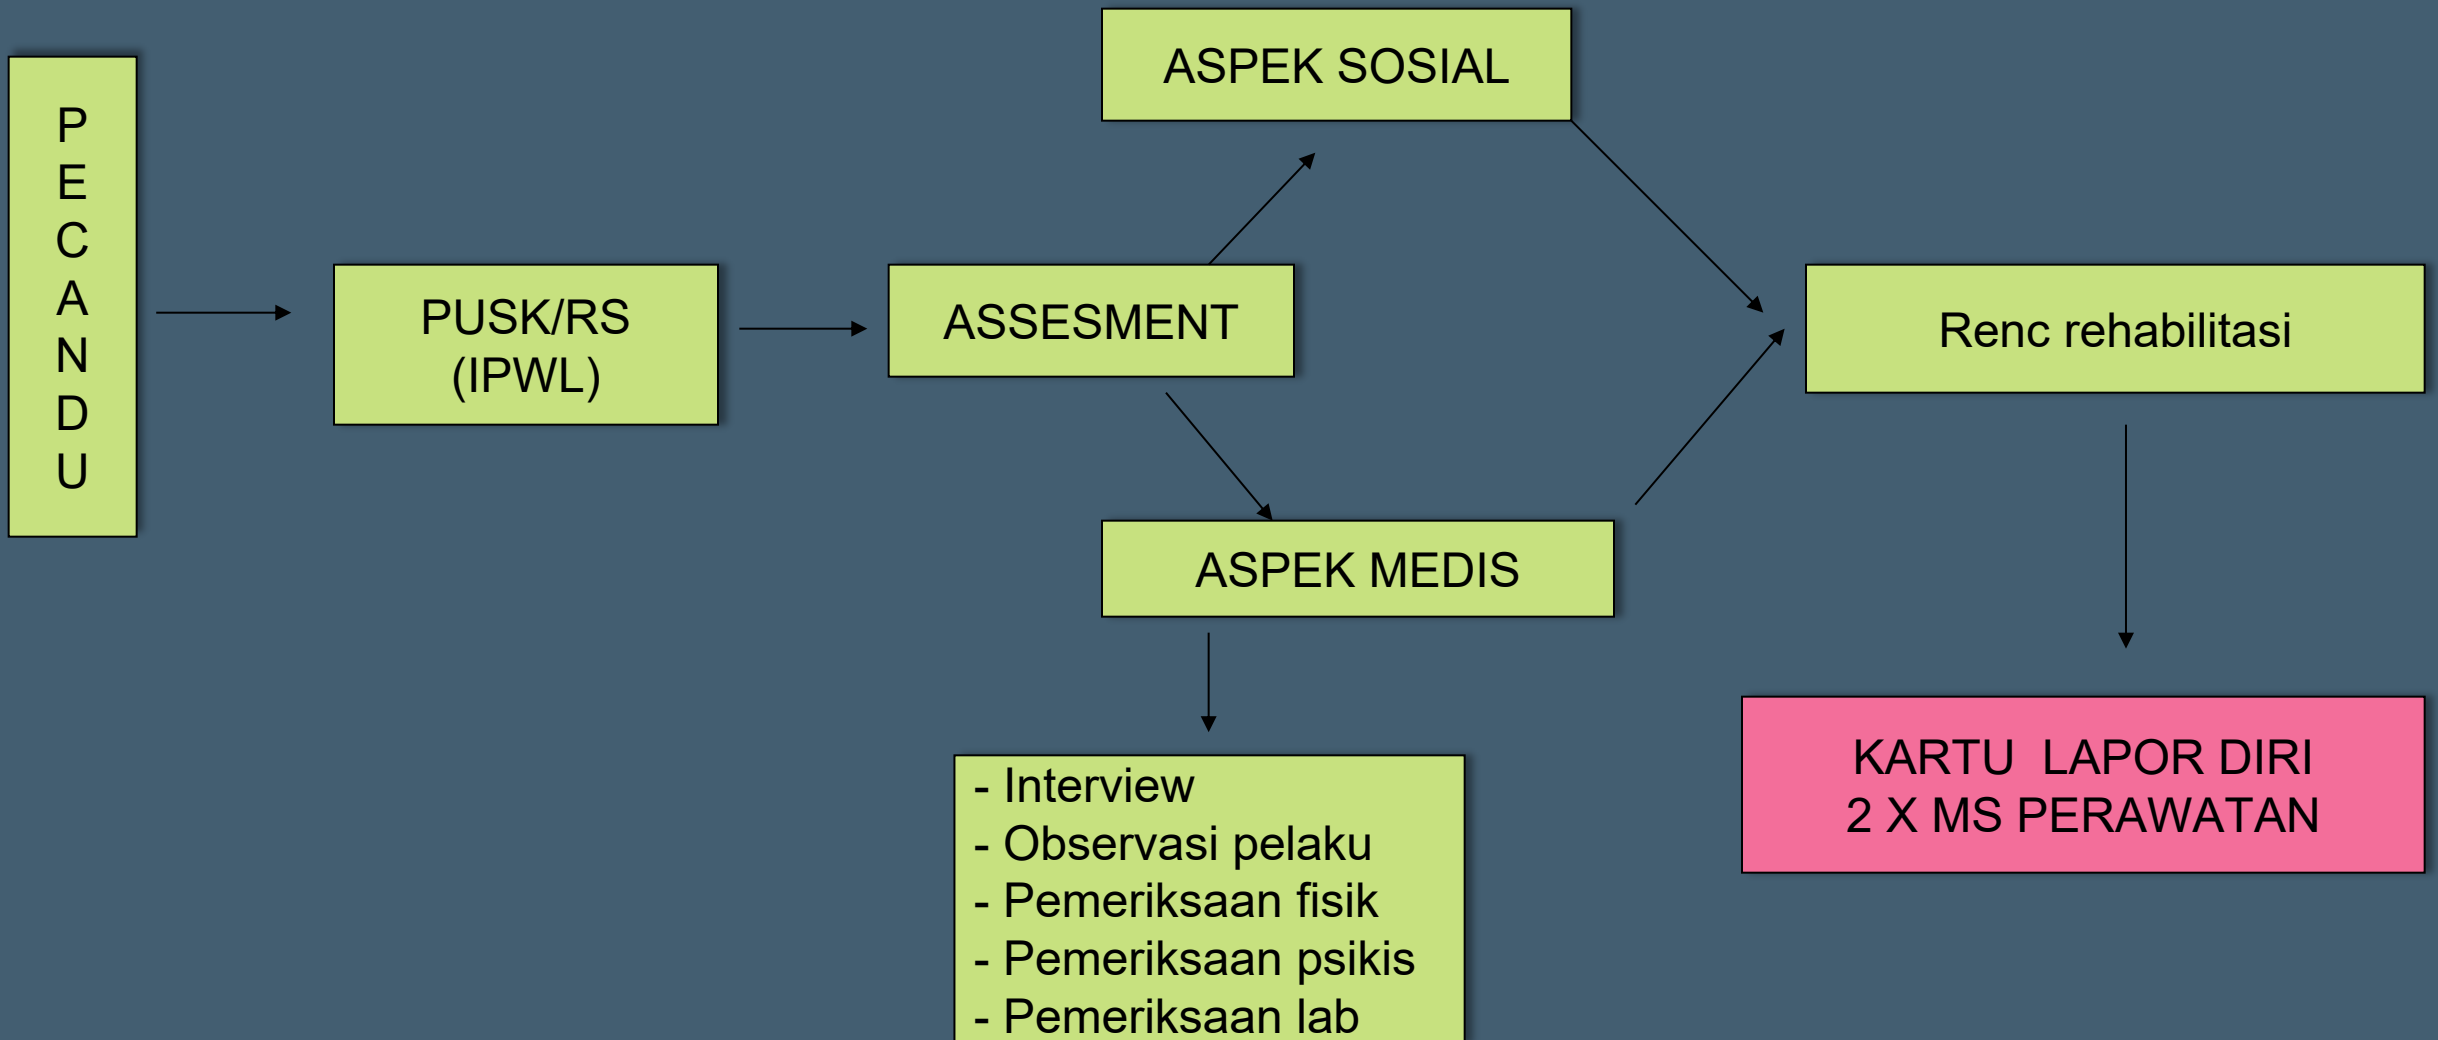 PECANDU
PUSK/RS
(IPWL)
ASSESMENT
ASPEK SOSIAL
ASPEK MEDIS
- Interview
- Observasi pelaku
- Pemeriksaan fisik
- Pemeriksaan psikis
- Pemeriksaan lab
Renc rehabilitasi
KARTU  LAPOR DIRI
2 X MS PERAWATAN